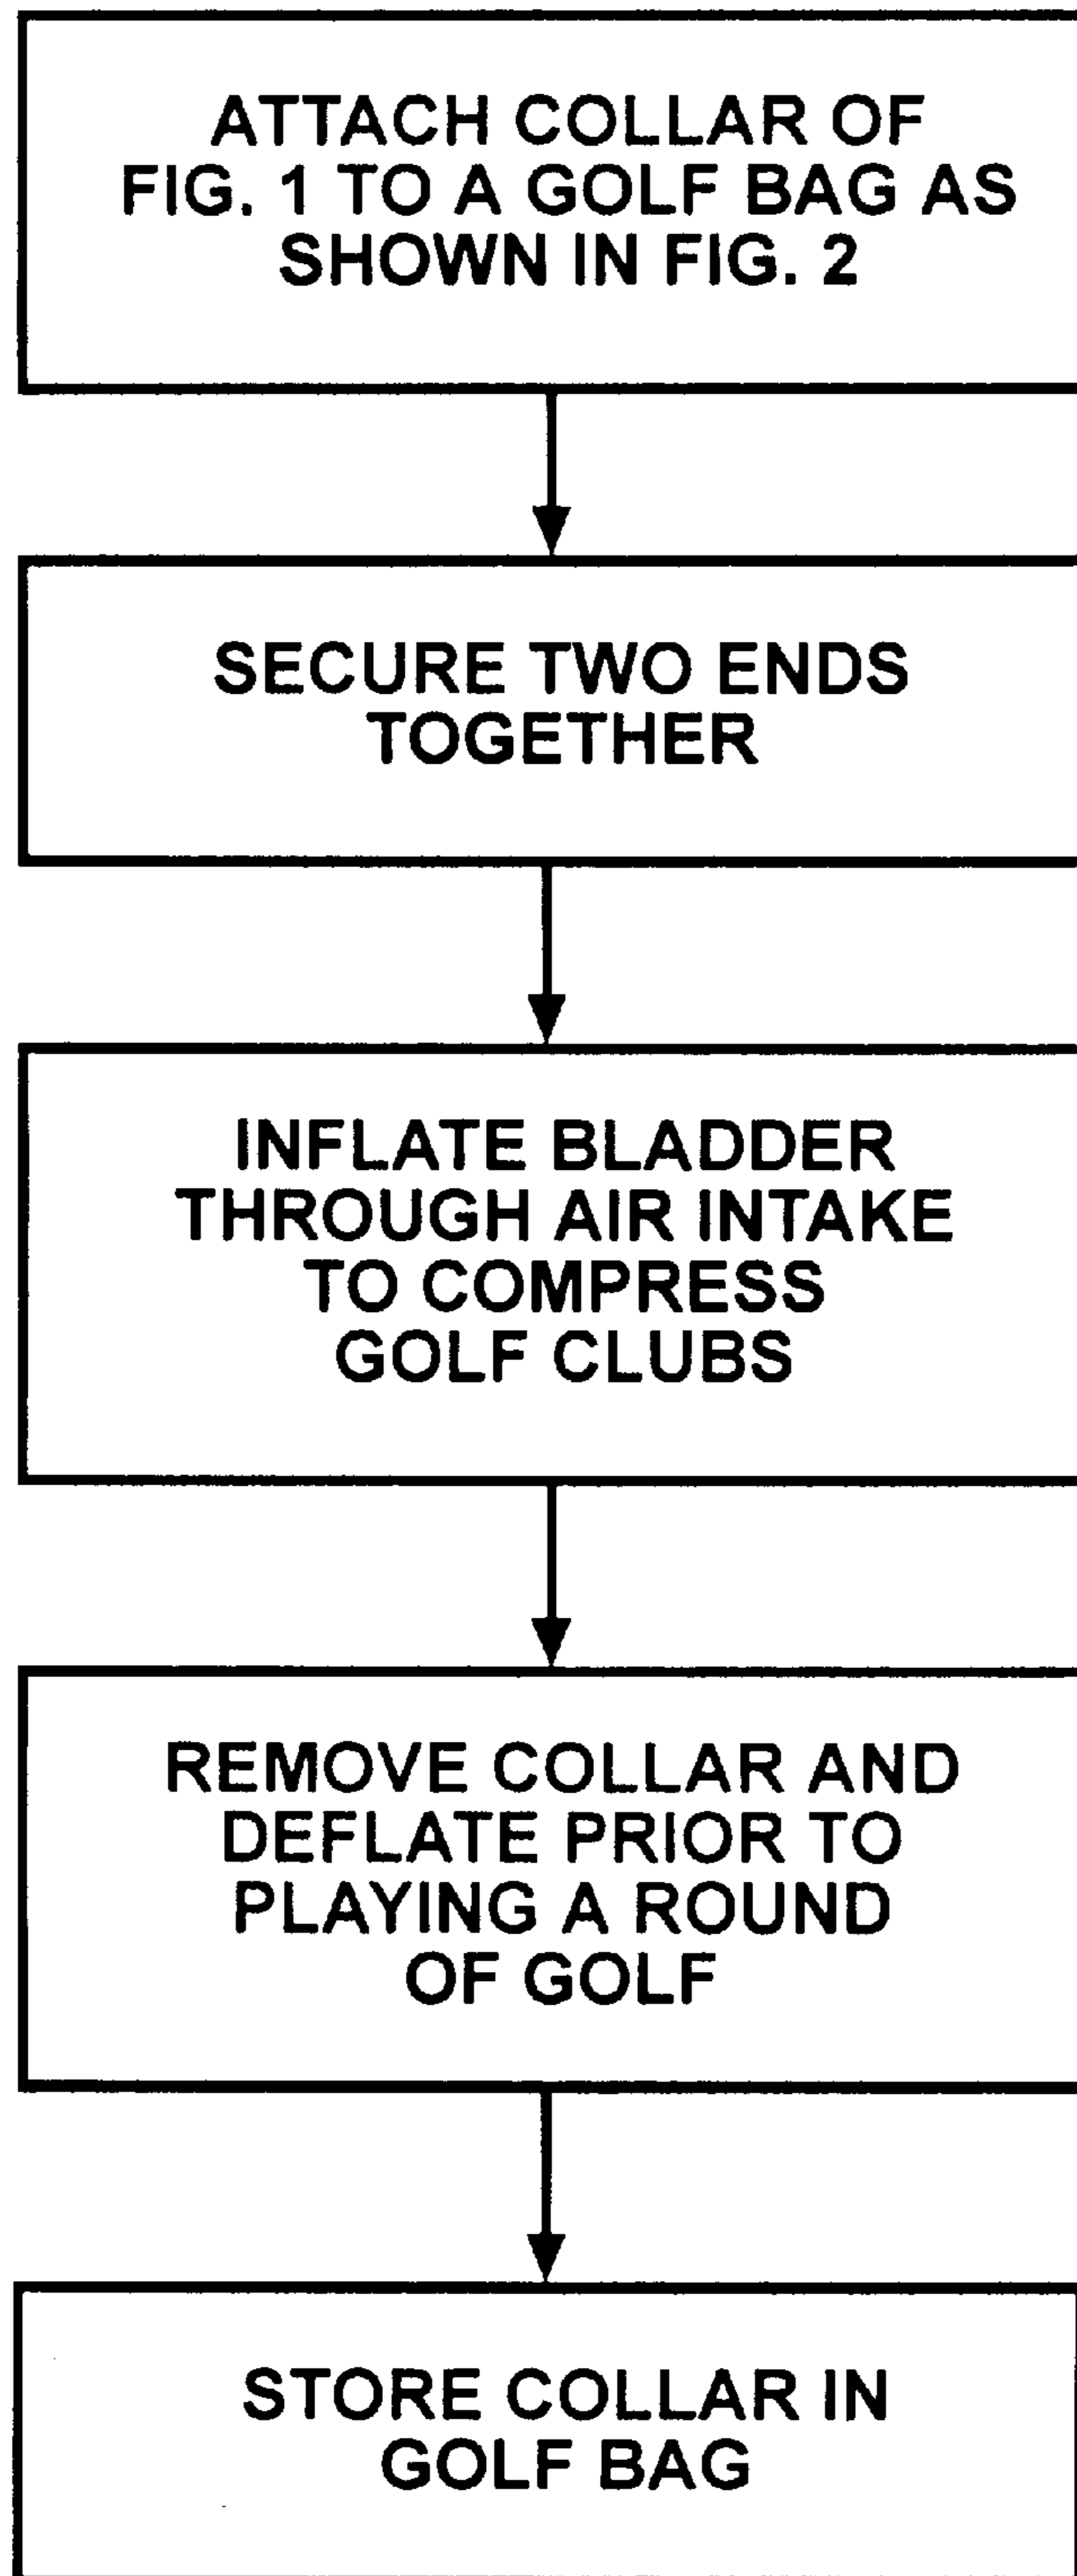 ATTACH COLLAR OF
FIG. 1 TO A GOLF BAG AS
SHOWN IN FIG. 2
SECURE TWO ENDS
TOGETHER
INFLATE BLADDER
THROUGH AIR INTAKE
TO COMPRESS
GOLF CLUBS
REMOVE COLLAR AND
DEFLATE PRIOR TO
PLAYING A ROUND
OF GOLF
STORE COLLAR IN
GOLF BAG